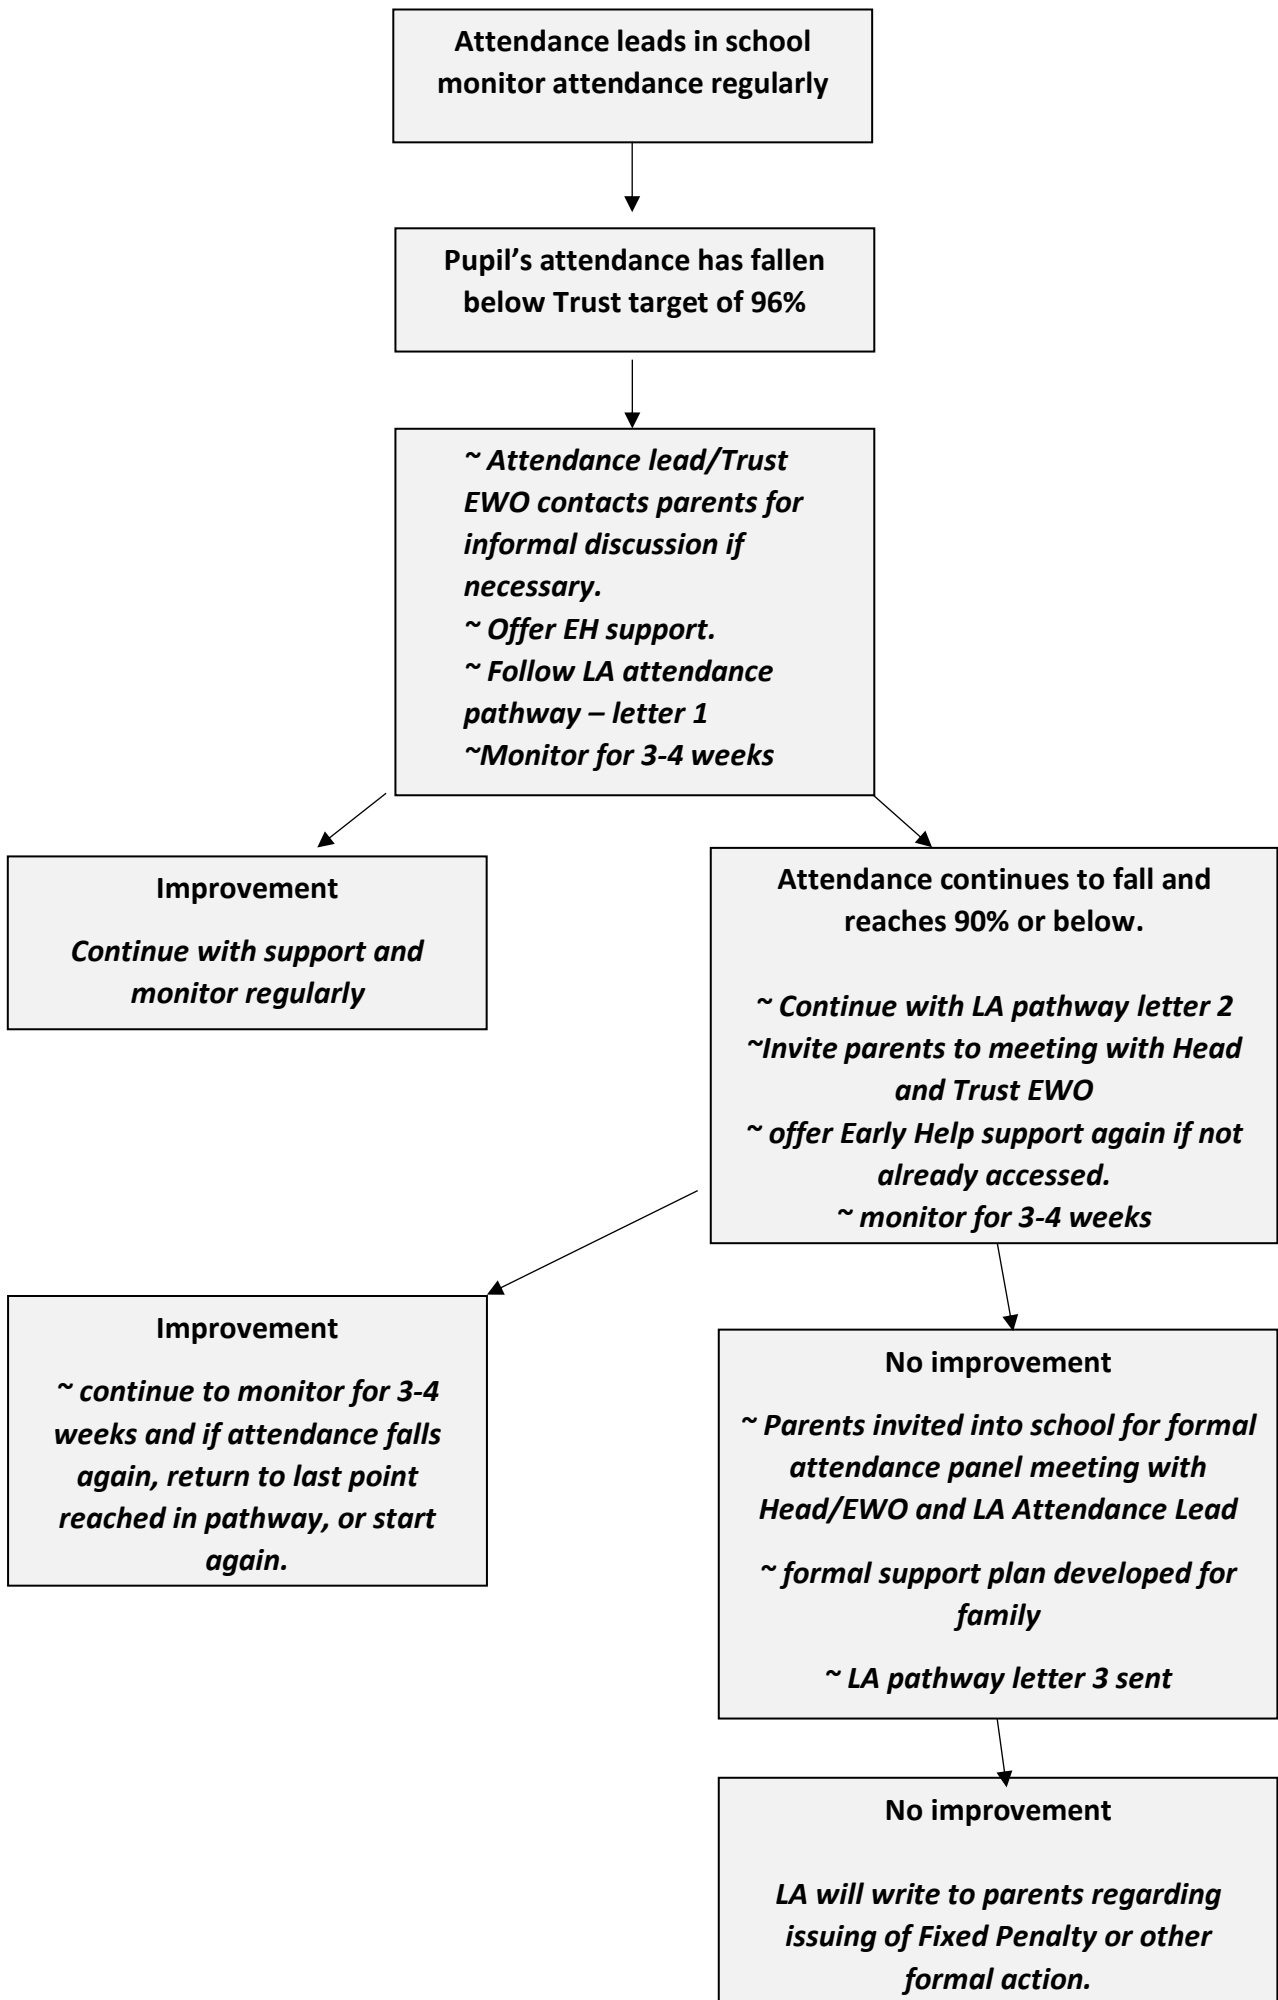 Attendance leads in school
monitor attendance regularly
Pupil’s attendance has fallen
below Trust target of 96%
~ Attendance lead/Trust
EWO contacts parents for
informal discussion if
necessary.
~ Offer EH support.
~ Follow LA attendance
pathway – letter 1
~Monitor for 3-4 weeks
Improvement
Continue with support and
monitor regularly
Attendance continues to fall and
reaches 90% or below.
~ Continue with LA pathway letter 2
~Invite parents to meeting with Head
and Trust EWO
~ offer Early Help support again if not
already accessed.
~ monitor for 3-4 weeks
Improvement
~ continue to monitor for 3-4
weeks and if attendance falls
again, return to last point
reached in pathway, or start
again.
No improvement
~ Parents invited into school for formal
attendance panel meeting with
Head/EWO and LA Attendance Lead
~ formal support plan developed for
family
~ LA pathway letter 3 sent
No improvement
LA will write to parents regarding
issuing of Fixed Penalty or other
formal action.